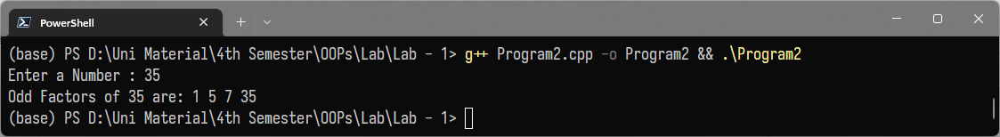 PowerShell
(base) PS D:\Uni Material\4th Semester\OOPs\Lab\Lab - 1> g++ Program2.cpp -o Program2 && .\Program2
Enter a Number : 35
Odd Factors of 35 are: 1 5 7 35
(base) PS D:\Uni Material\4th Semester\OOPs\Lab\Lab - 1>